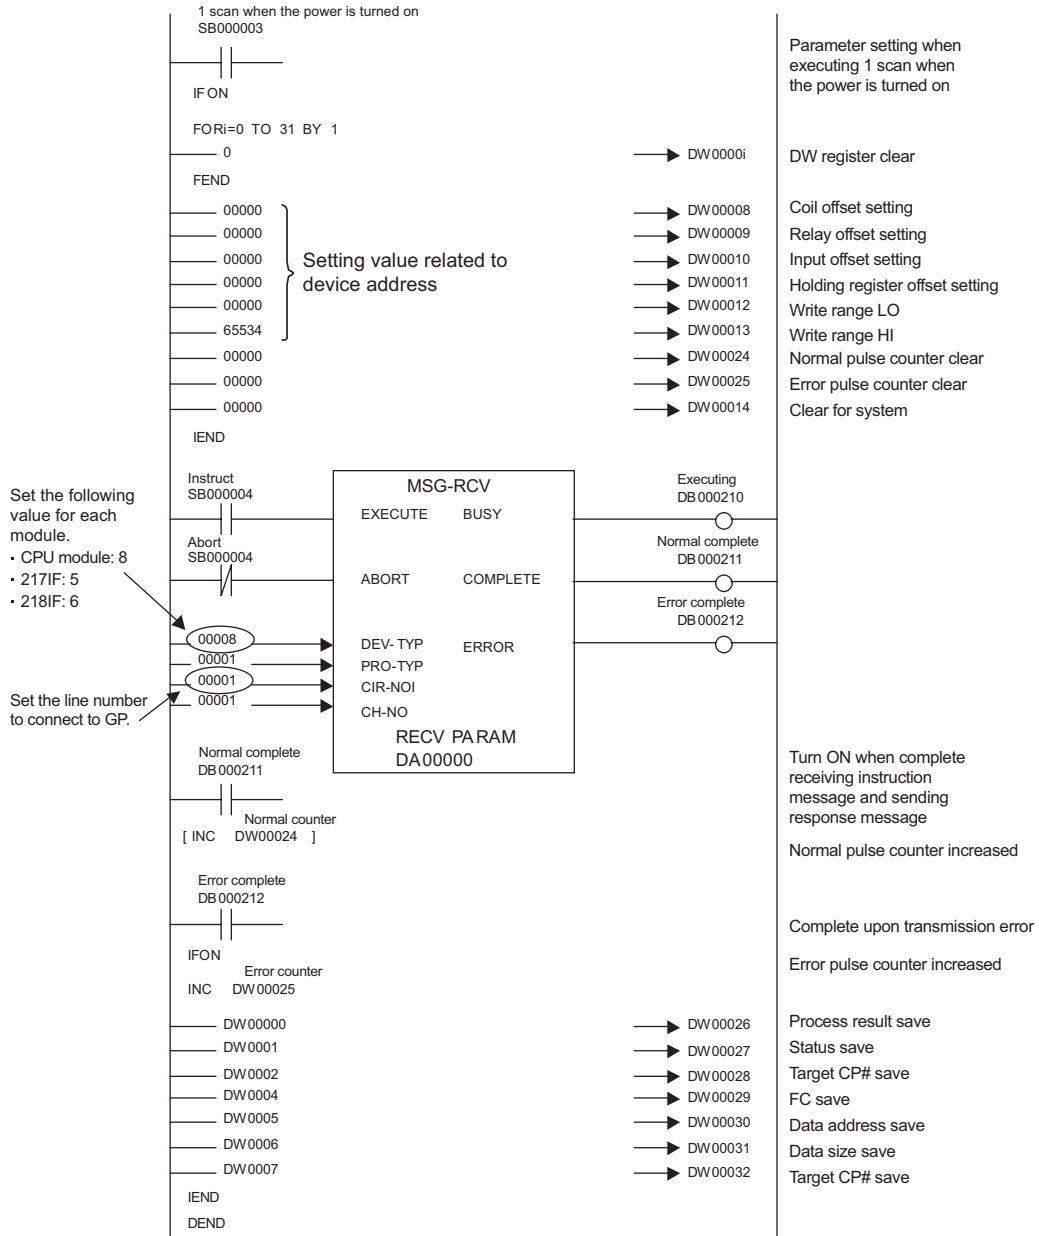 1 scan when the power is turned on
SB000003
Parameter setting when
executing 1 scan when
the power is turned on
IFON
FORi=0 TO 31 BY 1
0 DW0000i DW register clear
FEND
00000 DW00008 Coil offset setting
00000 DW00009 Relay offset setting
00000 DW00010 Input offset setting
00000 DW00011 Holding register offset setting
00000 DW00012 Write range LO
65534 DW00013 Write range HI
Setting value related to
device address
00000 DW00024 Normal pulse counter clear
00000 DW00025 Error pulse counter clear
00000 DW00014 Clear for system
IEND
Set the following
value for each
module.
- CPU module: 8
- 217IF: 5
- 218IF: 6
Set the line number
to connect to GP.
Instruct
SB000004
Abort
SB000004
00008
00001
00001
00001
MSG-RCV
EXECUTE BUSY
ABORT COMPLETE
DEV-TYP ERROR
PRO-TYP
CIR-NOI
CH-NO
RECV PARAM
DA00000
Executing
DB000210
Normal complete
DB000211
Error complete
DB000212
Normal complete
DB000211
Normal counter
[ INC DW00024 ]
Turn ON when complete
receiving instruction
message and sending
response message
Normal pulse counter increased
Error complete
DB000212
Complete upon transmission error
IFON
Error counter
INC DW00025
Error pulse counter increased
DW00000 DW00026 Process result save
DW0001 DW00027 Status save
DW0002 DW00028 Target CP# save
DW0004 DW00029 FC save
DW0005 DW00030 Data address save
DW0006 DW00031 Data size save
DW0007 DW00032 Target CP# save
IEND
DEND